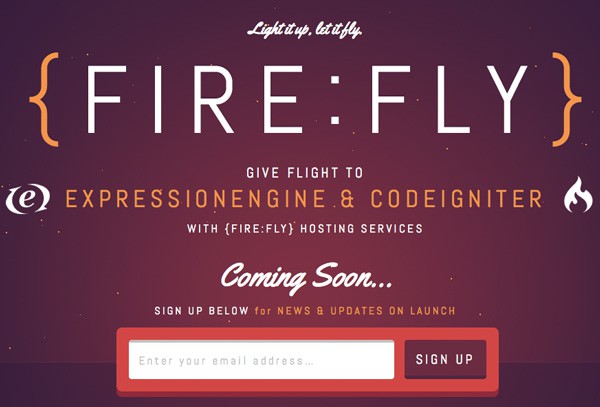 Light it up, let it fly.
{FIRE:FLY}
GIVE FLIGHT TO
e EXPRESSIONENGINE & CODEIGNITER
WITH {FIRE:FLY} HOSTING SERVICES
Coming Soon...
SIGN UP BELOW for NEWS & UPDATES ON LAUNCH
Enter your email address... SIGN UP